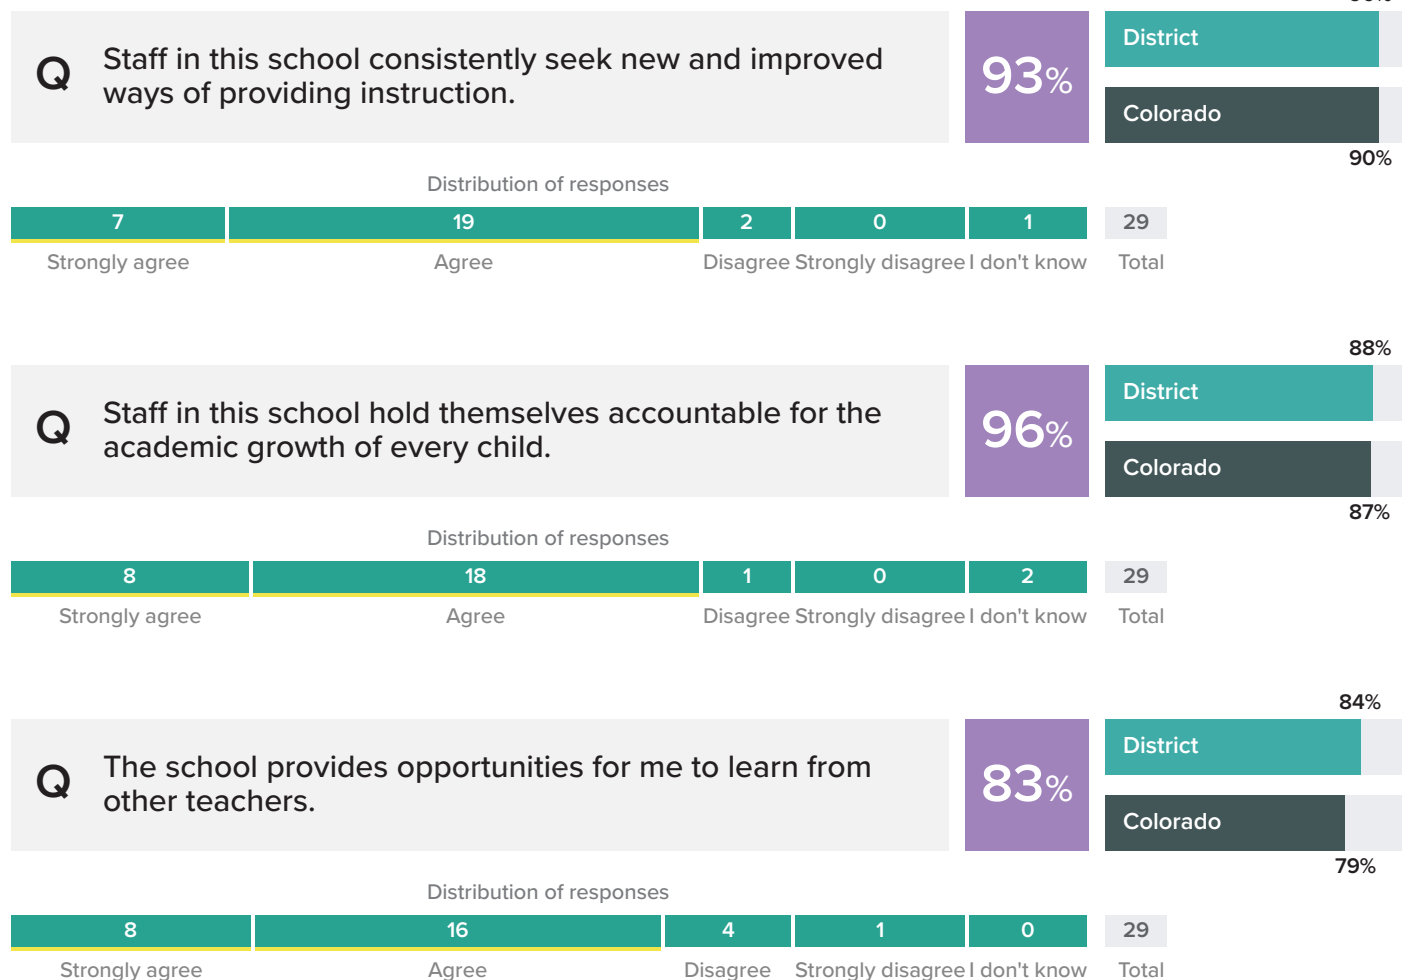 Q
Staff in this school consistently seek new and improved
ways of providing instruction.
93%
District
Colorado
90%
Distribution of responses
7 19 2 0 1 29
Strongly agree Agree Disagree Strongly disagree I don't know Total
88%
Q
Staff in this school hold themselves accountable for the
academic growth of every child.
96%
District
Colorado
87%
Distribution of responses
8 18 1 0 2 29
Strongly agree Agree Disagree Strongly disagree I don't know Total
84%
Q
The school provides opportunities for me to learn from
other teachers.
83%
District
Colorado
79%
Distribution of responses
8 16 4 1 0 29
Strongly agree Agree Disagree Strongly disagree I don't know Total